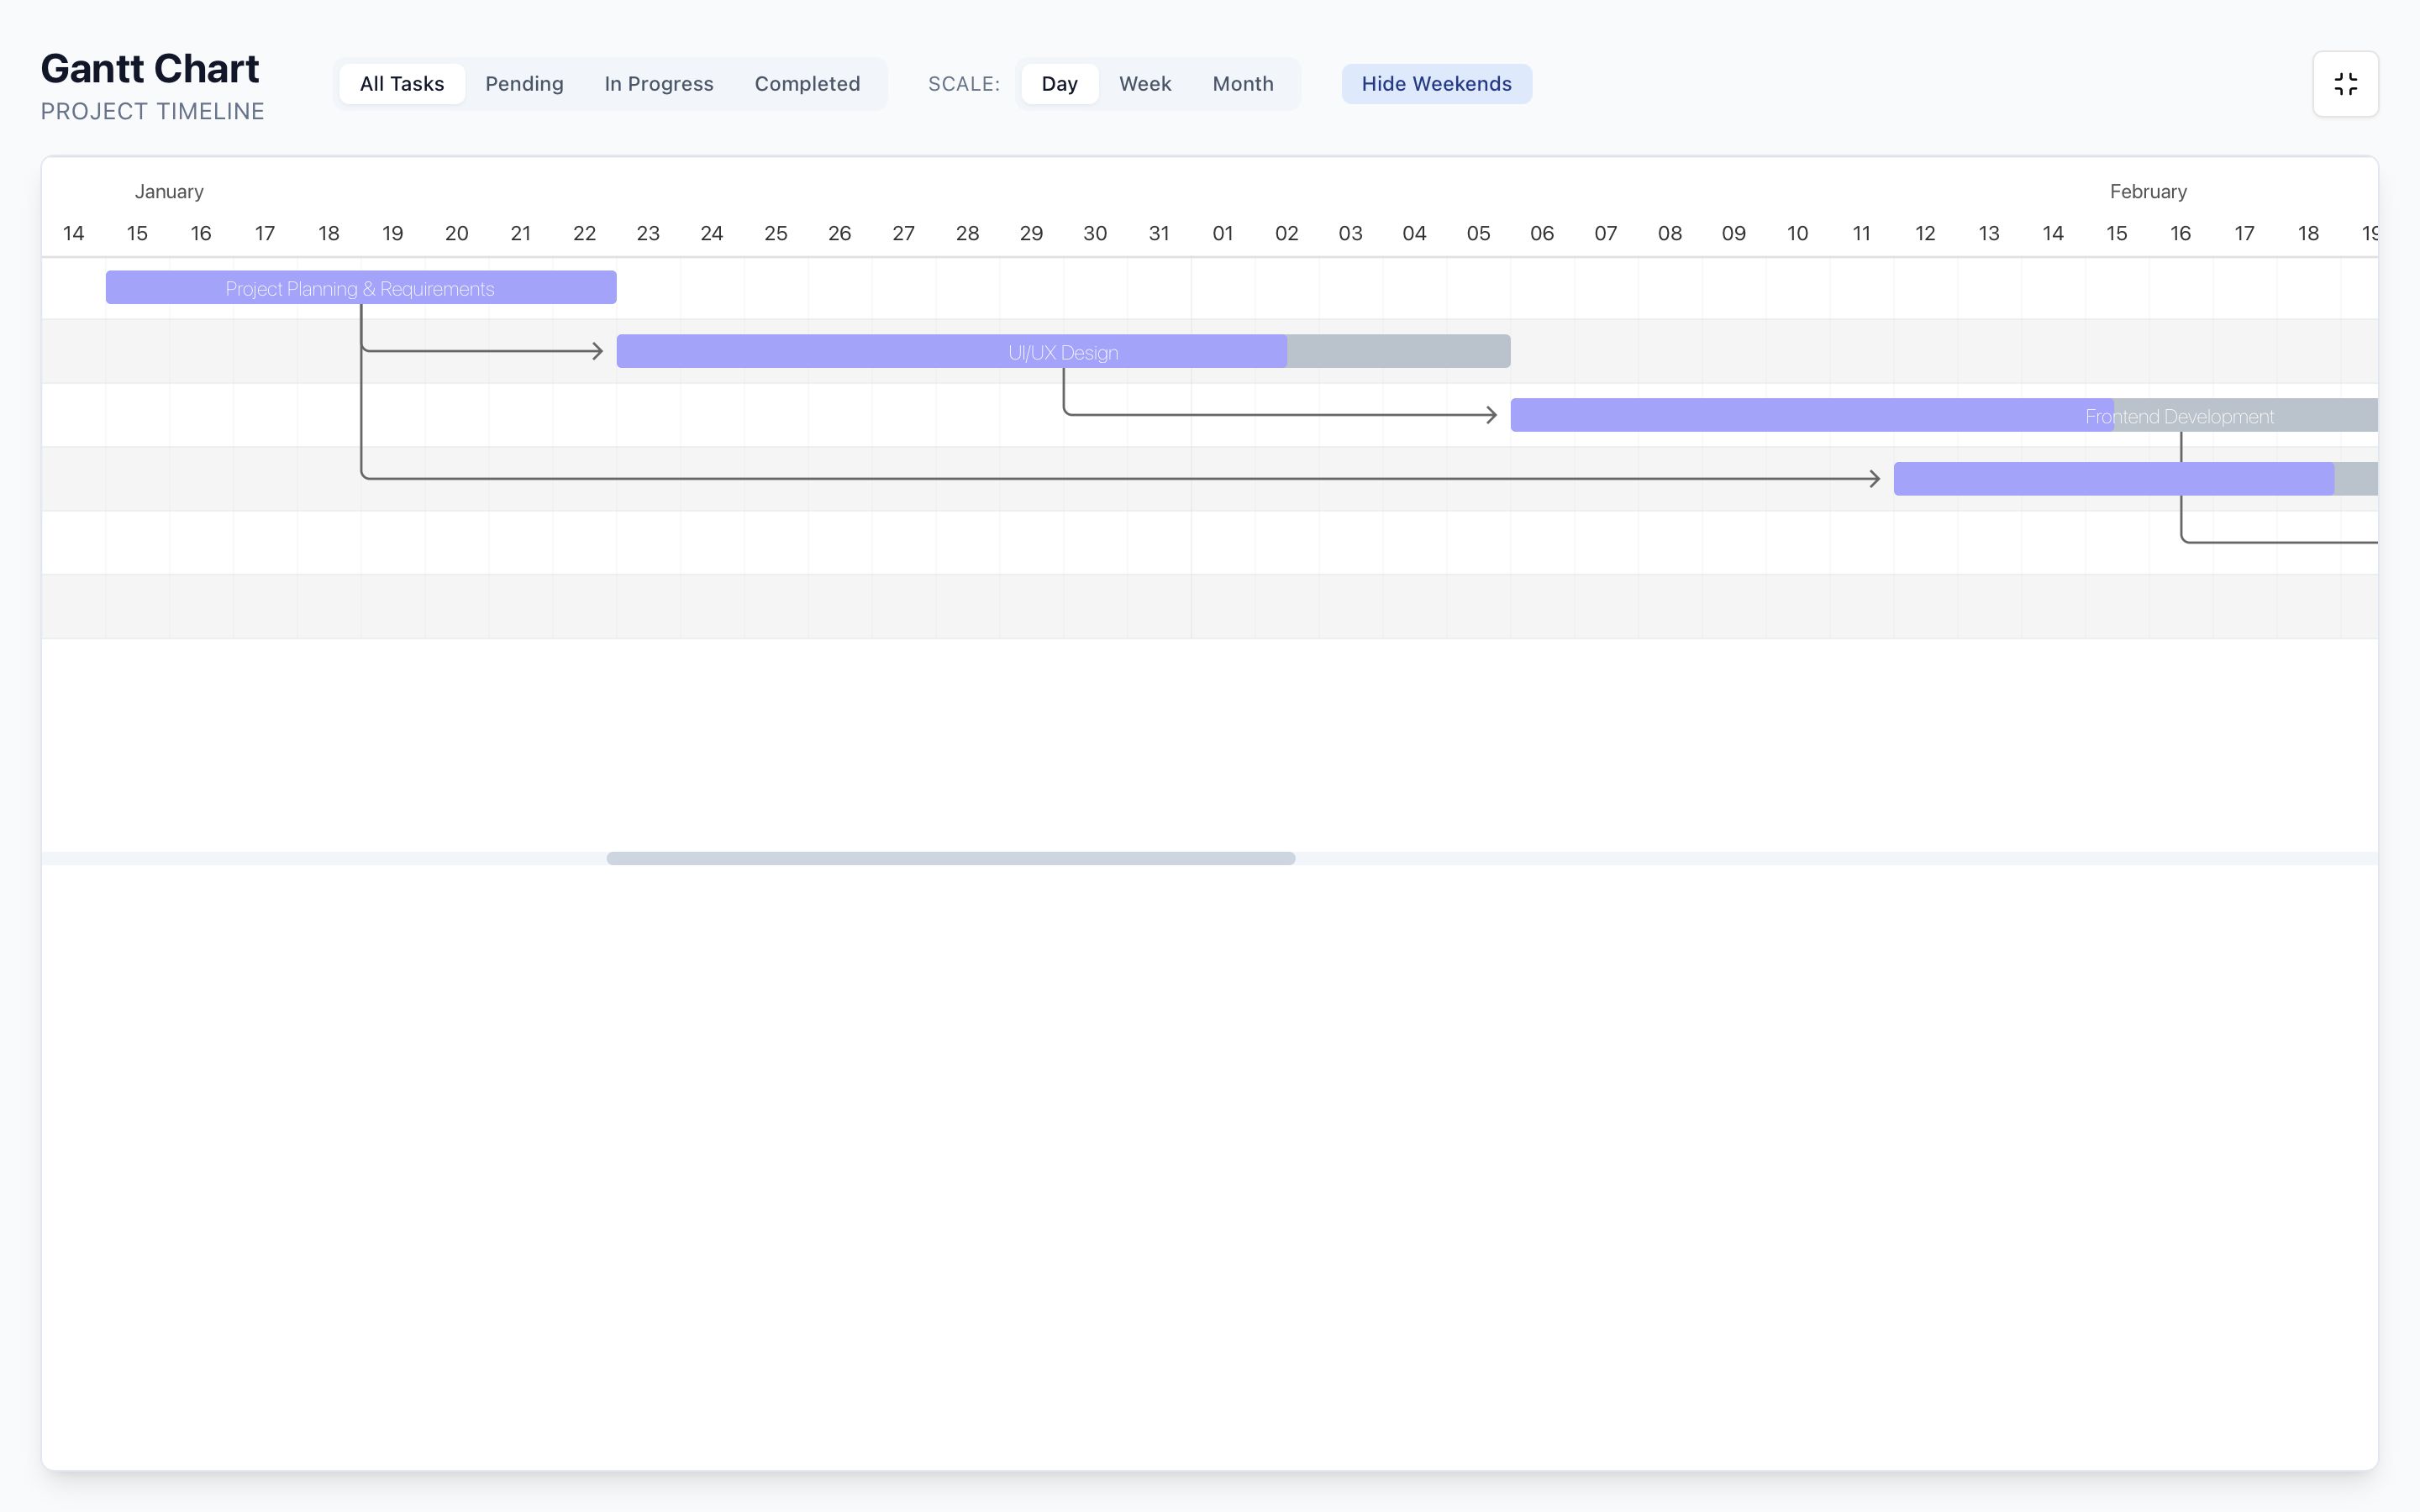 Gantt Chart
PROJECT TIMELINE
All Tasks Pending In Progress Completed SCALE: Day Week Month Hide Weekends
January February
14 15 16 17 18 19 20 21 22 23 24 25 26 27 28 29 30 31 01 02 03 04 05 06 07 08 09 10 11 12 13 14 15 16 17 18 19
Project Planning & Requirements
UI/UX Design
Frontend Development